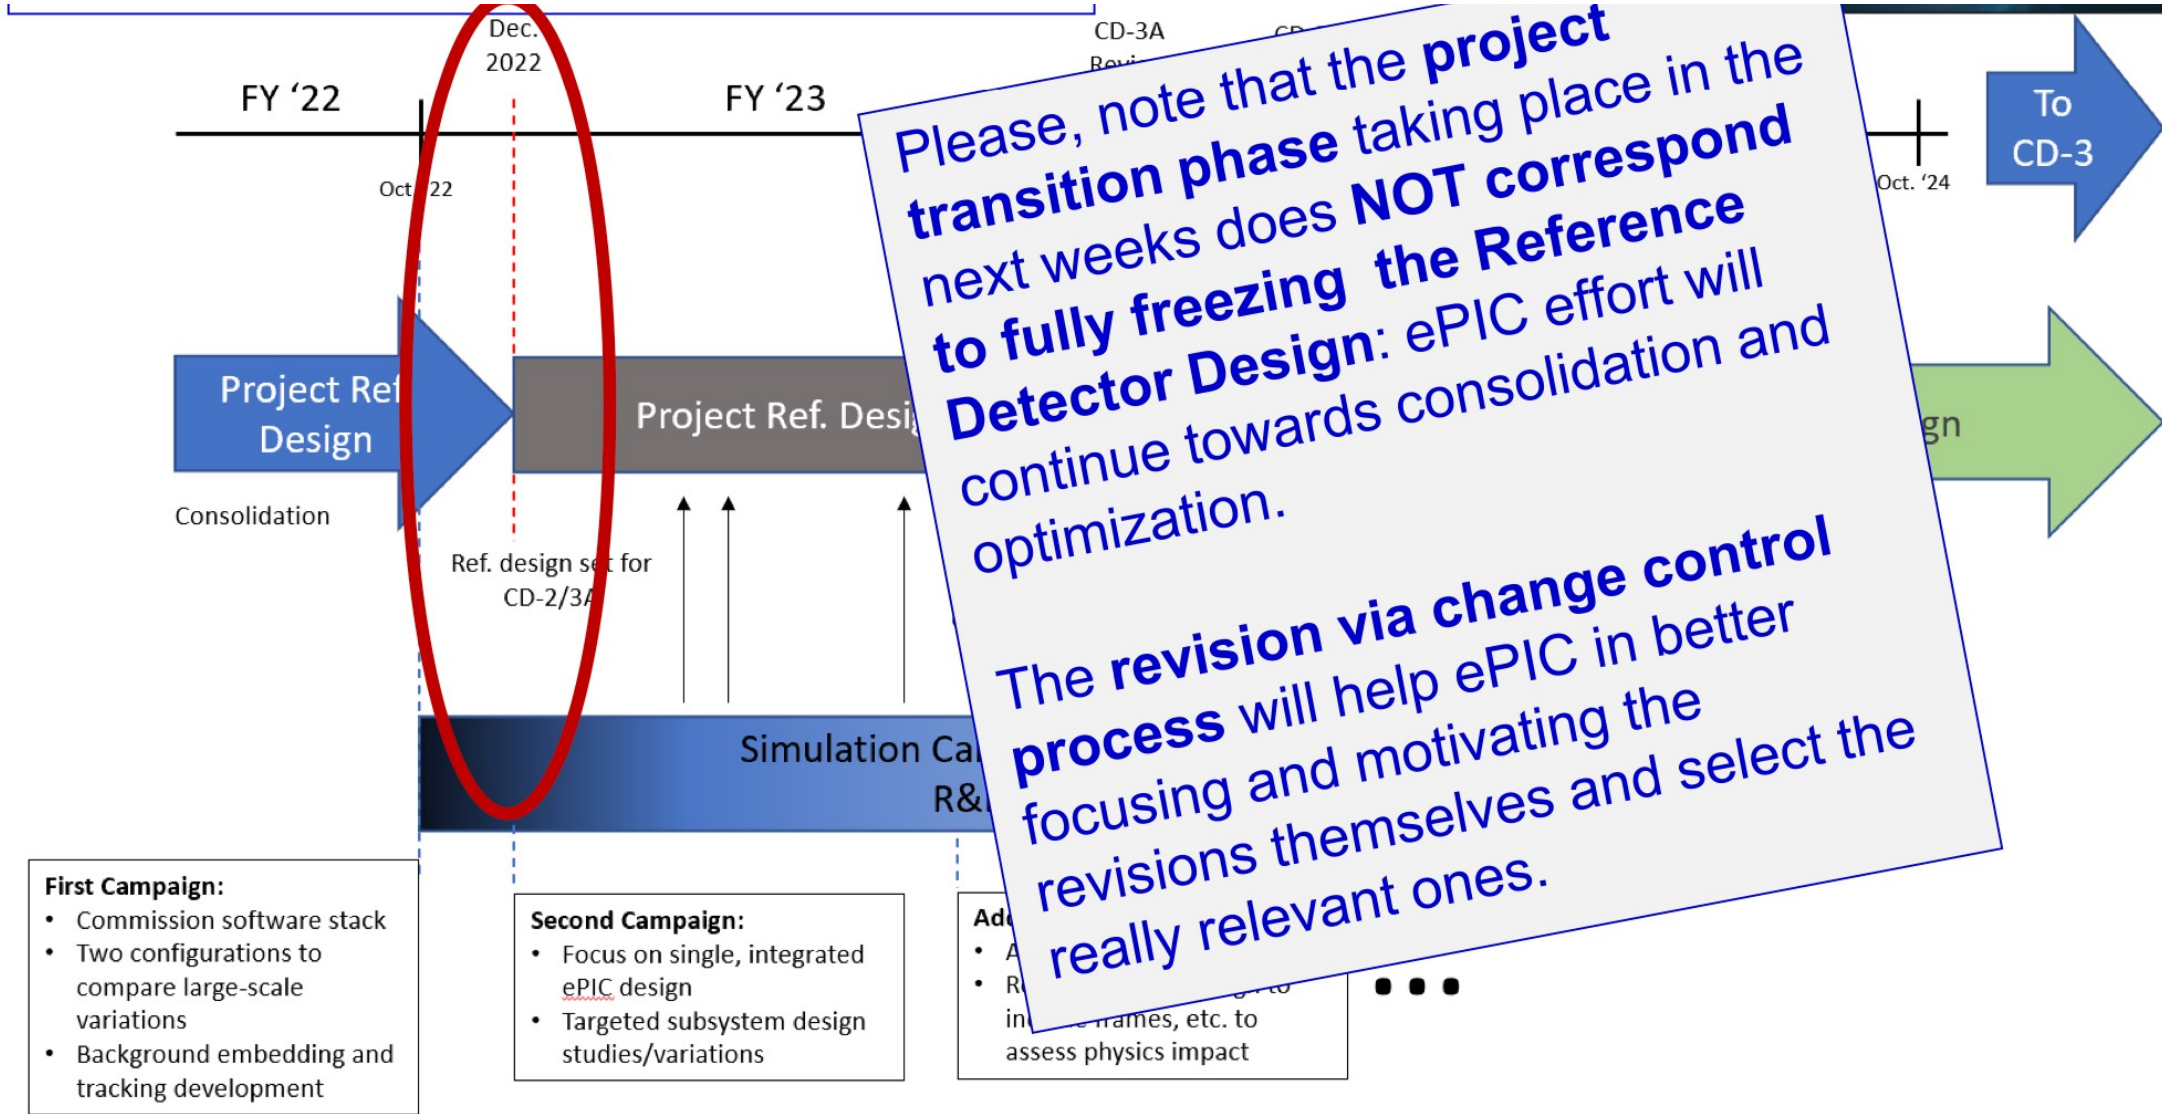 Dec.
2022
CD-3A
FY ‘22
FY ‘23
Oct
22
Oct. ‘24
To
CD-3
Please, note that the project
transition phase taking place in the
next weeks does NOT correspond
to fully freezing the Reference
Detector Design: ePIC effort will
continue towards consolidation and
optimization.
The revision via change control
process will help ePIC in better
focusing and motivating the
revisions themselves and select the
really relevant ones.
Project Ref
Design
Project Ref.
Consolidation
Ref. design set for
CD-2/3A
Simulation
First Campaign:
• Commission software stack
• Two configurations to
compare large-scale
variations
• Background embedding and
tracking development
Second Campaign:
• Focus on single, integrated
ePIC design
• Targeted subsystem design
studies/variations
to
frames, etc. to
assess physics impact
...